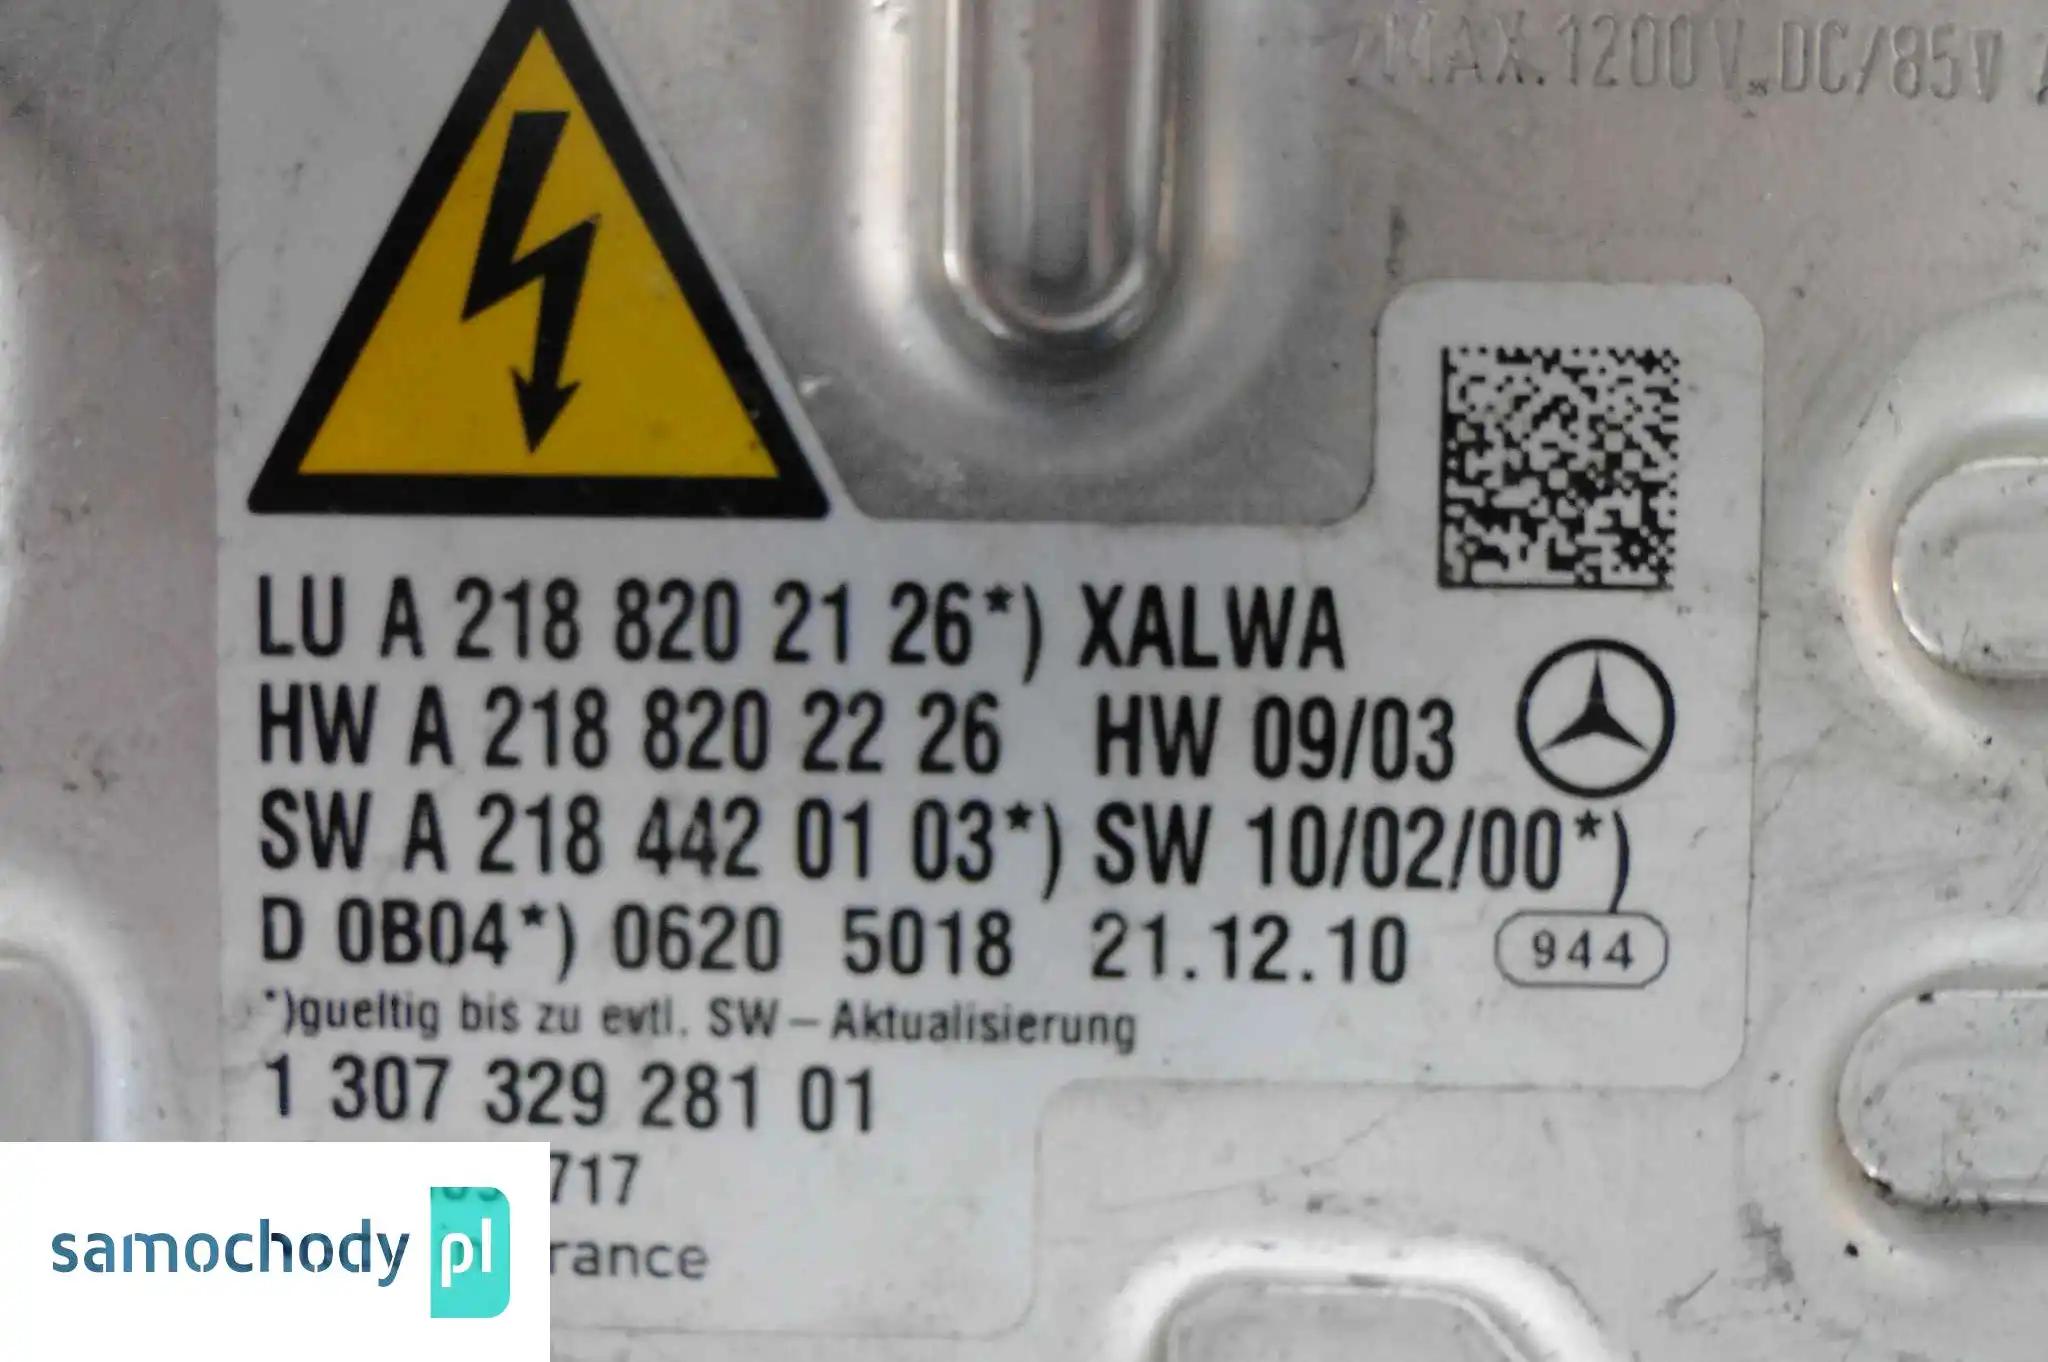 MAX.1200V DC/85V
LU A 218 820 21 26*) XALWA
HW A 218 820 22 26 HW 09/03
SW A 218 442 01 03*) SW 10/02/00*)
D 0B04*) 0620 5018 21.12.10 944
*)gueltig bis zu evtl. SW-Aktualisierung
1 307 329 281 01
717
rance
samochody pl